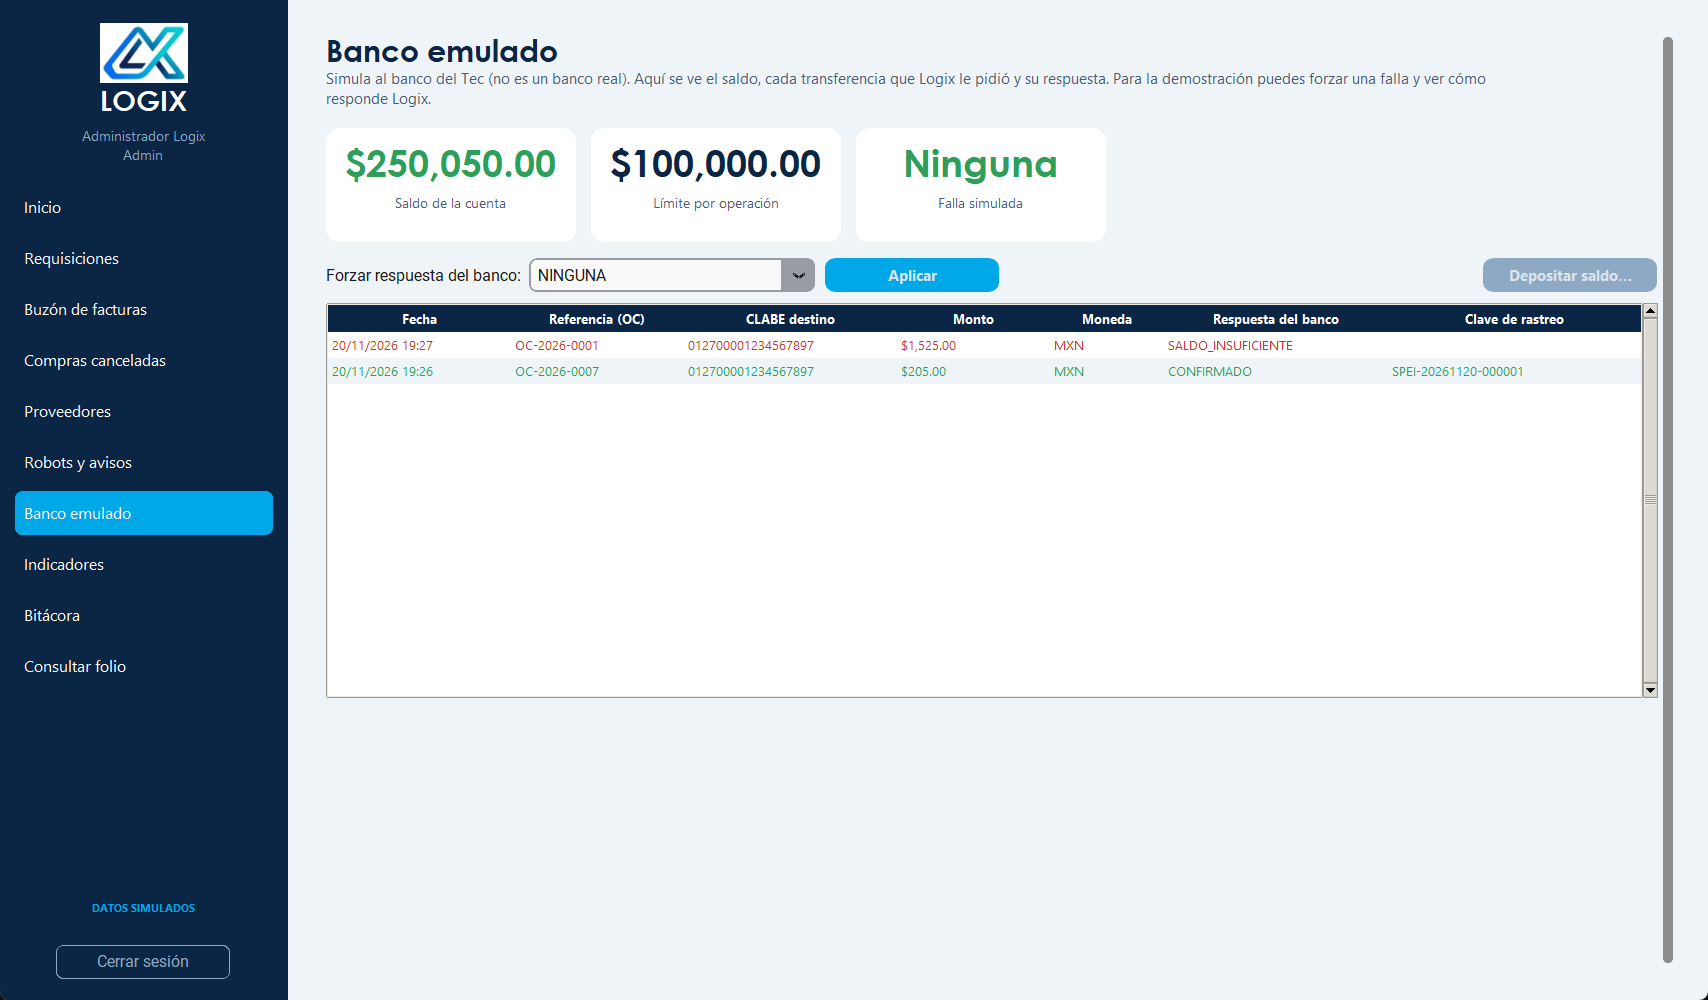 LOGIX
Administrador Logix
Admin
Inicio
Requisiciones
Buzón de facturas
Compras canceladas
Proveedores
Robots y avisos
Banco emulado
Indicadores
Bitácora
Consultar folio
DATOS SIMULADOS
Cerrar sesión
Banco emulado
Simula al banco del Tec (no es un banco real). Aquí se ve el saldo, cada transferencia que Logix le pidió y su respuesta. Para la demostración puedes forzar una falla y ver cómo
responde Logix.
$250,050.00
Saldo de la cuenta
$100,000.00
Límite por operación
Ninguna
Falla simulada
Forzar respuesta del banco: NINGUNA Aplicar Depositar saldo...
Fecha Referencia (OC) CLABE destino Monto Moneda Respuesta del banco Clave de rastreo
20/11/2026 19:27 OC-2026-0001 012700001234567897 $1,525.00 MXN SALDO_INSUFICIENTE
20/11/2026 19:26 OC-2026-0007 012700001234567897 $205.00 MXN CONFIRMADO SPEI-20261120-000001